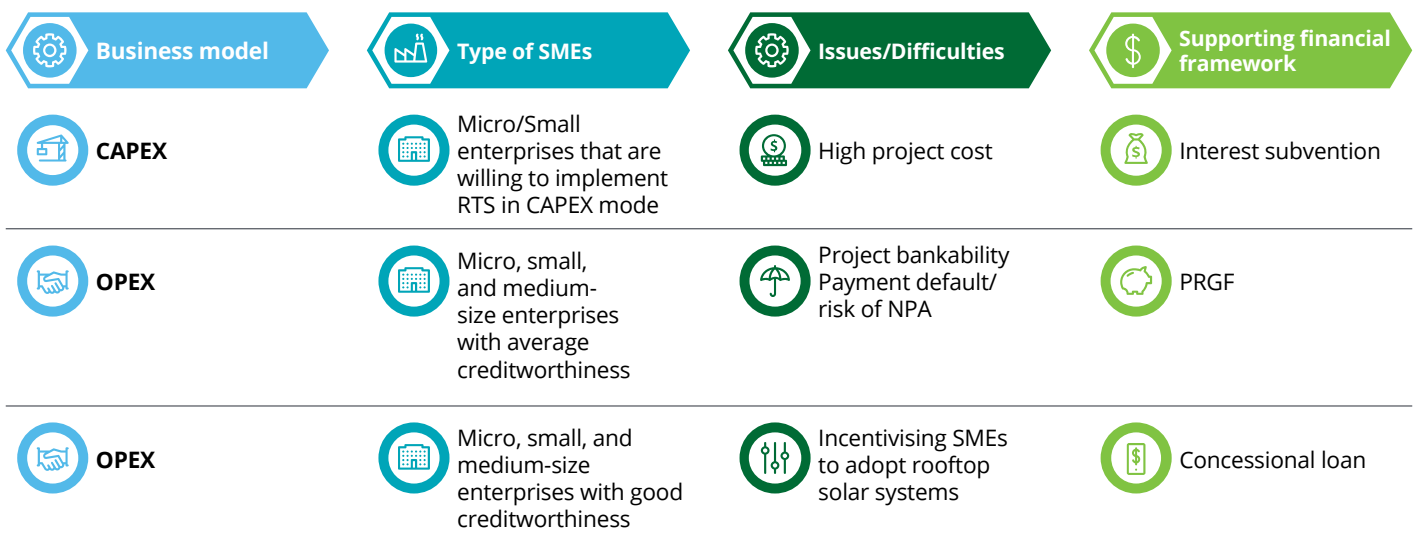 Business model
Type of SMEs
Issues/Difficulties
Supporting financial
framework
CAPEX
Micro/Small
enterprises that are
willing to implement
RTS in CAPEX mode
High project cost
Interest subvention
OPEX
Micro, small,
and medium-
size enterprises
with average
creditworthiness
Project bankability
Payment default/
risk of NPA
PRGF
OPEX
Micro, small, and
medium-size
enterprises with good
creditworthiness
Incentivising SMEs
to adopt rooftop
solar systems
Concessional loan